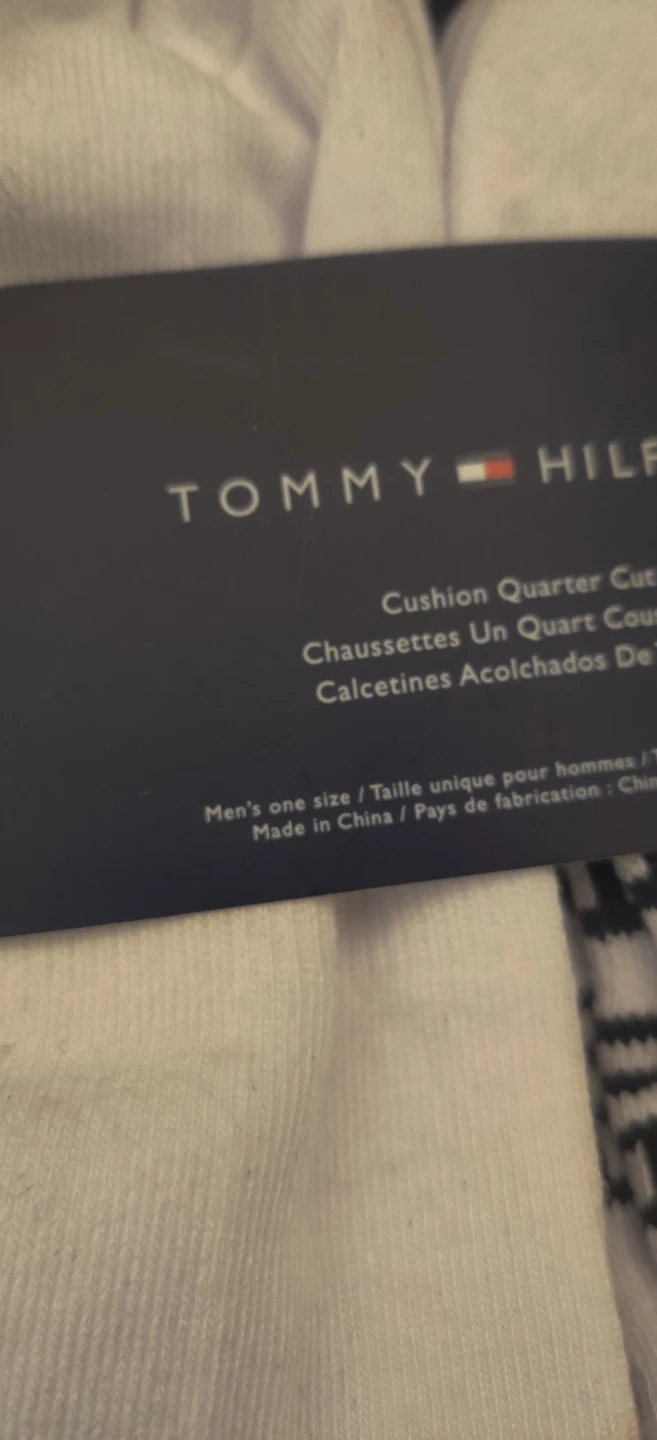 TOMMY HILF
Cushion Quarter Cut
Chaussettes Un Quart Cous
Calcetines Acolchados De
Men's one size / Taille unique pour hommes / T
Made in China / Pays de fabrication : Chin